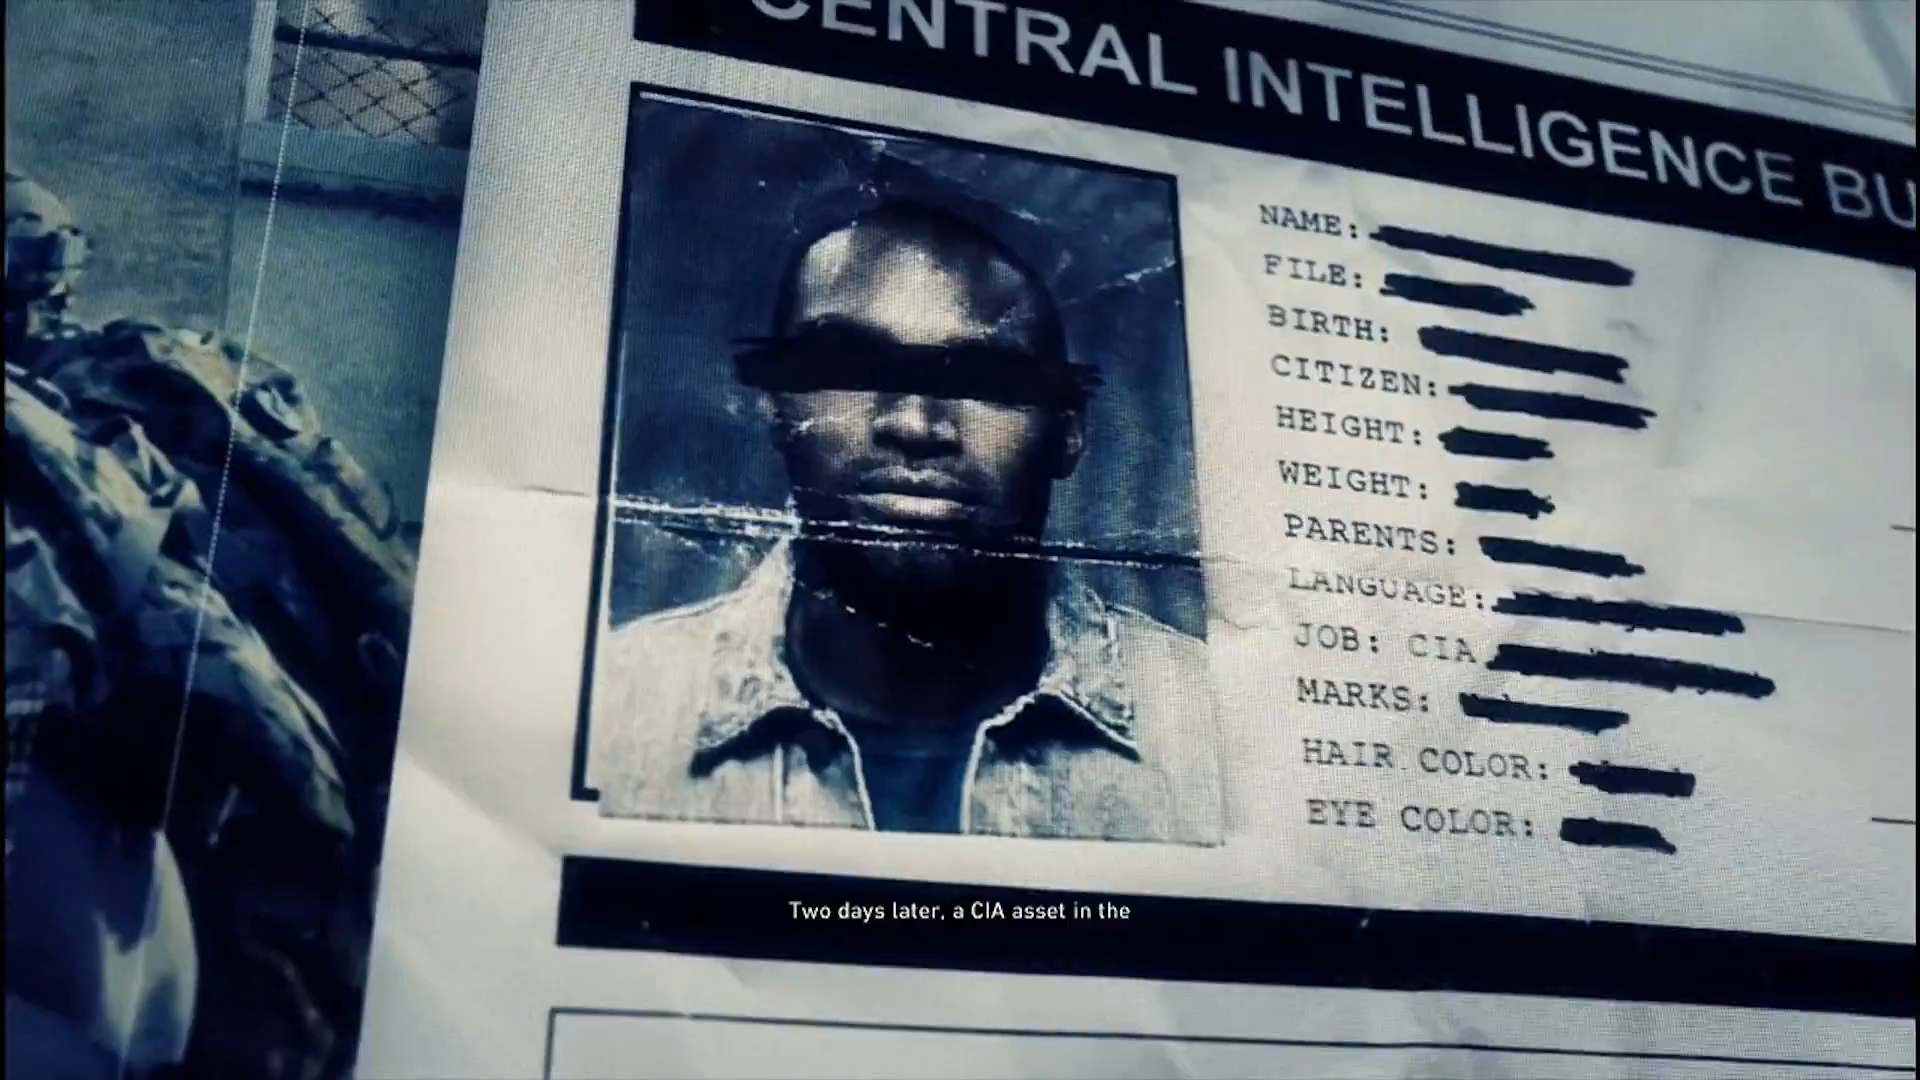 CENTRAL INTELLIGENCE BU
NAME:
FILE:
BIRTH:
CITIZEN:
HEIGHT:
WEIGHT:
PARENTS:
LANGUAGE:
JOB: CIA
MARKS:
HAIR COLOR:
EYE COLOR:
Two days later, a CIA asset in the